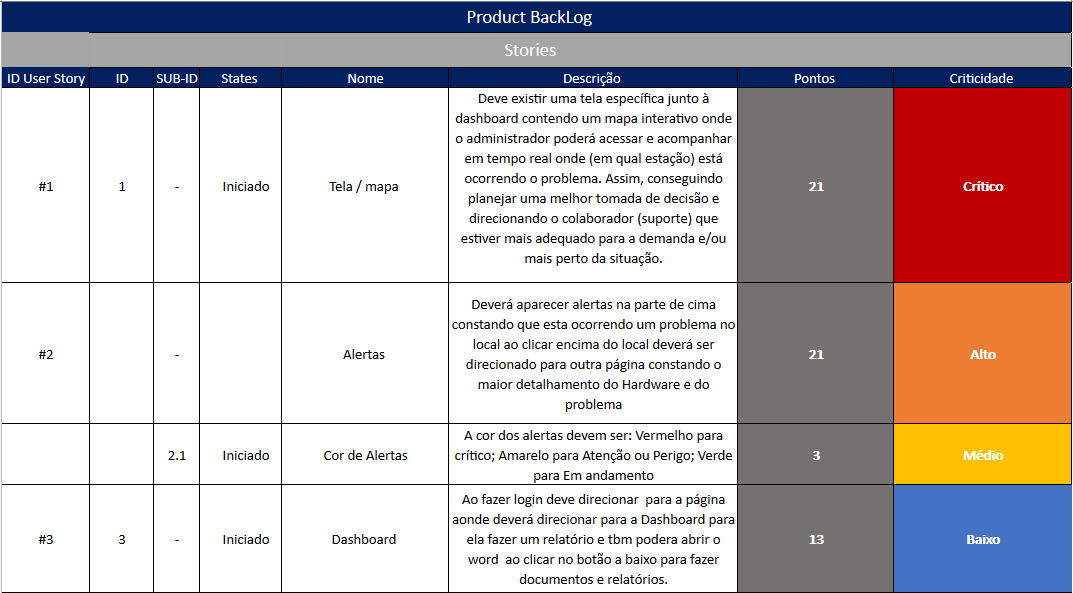 Product BackLog
Stories
ID User Story ID SUB-ID States Nome Descrição Pontos Criticidade
#1 1 - Iniciado Tela / mapa
Deve existir uma tela específica junto à
dashboard contendo um mapa interativo onde
o administrador poderá acessar e acompanhar
em tempo real onde (em qual estação) está
ocorrendo o problema. Assim, conseguindo
planejar uma melhor tomada de decisão e
direcionando o colaborador (suporte) que
estiver mais adequado para a demanda e/ou
mais perto da situação.
21 Crítico
#2 - Alertas
Deverá aparecer alertas na parte de cima
constando que esta ocorrendo um problema no
local ao clicar encima do local deverá ser
direcionado para outra página constando o
maior detalhamento do Hardware e do
problema
21 Alto
2.1 Iniciado Cor de Alertas
A cor dos alertas devem ser: Vermelho para
crítico; Amarelo para Atenção ou Perigo; Verde
para Em andamento
3 Médio
#3 3 - Iniciado Dashboard
Ao fazer login deve direcionar para a página
aonde deverá direcionar para a Dashboard para
ela fazer um relatório e tbm podera abrir o
word ao clicar no botão a baixo para fazer
documentos e relatórios.
13 Baixo